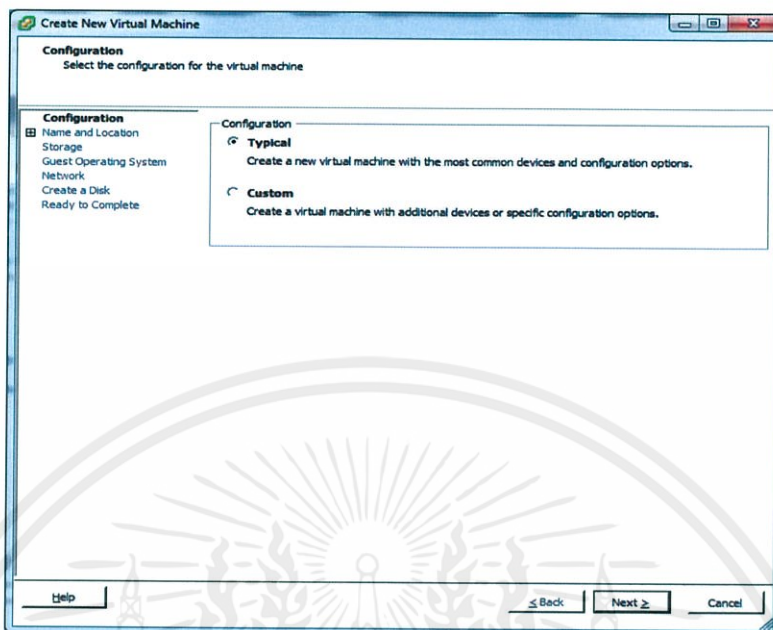 Create New Virtual Machine
Configuration
Select the configuration for the virtual machine
Configuration
Name and Location
Storage
Guest Operating System
Network
Create a Disk
Ready to Complete
Configuration
Typical
Create a new virtual machine with the most common devices and configuration options.
Custom
Create a virtual machine with additional devices or specific configuration options.
Help
≤ Back
Next ≥
Cancel